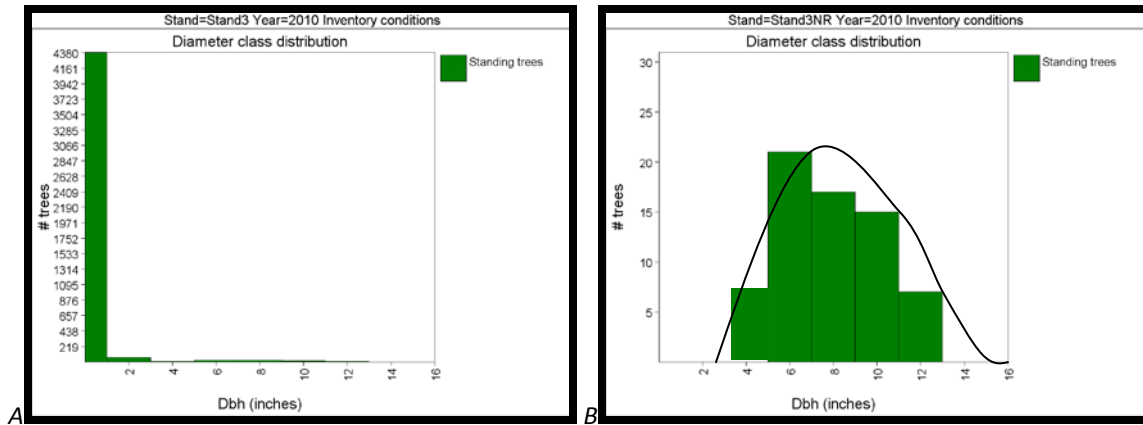 Stand=Stand3 Year=2010 Inventory conditions
Diameter class distribution
4380
4161
3942
3723
3504
3285
3066
2847
2628
2409
2190
1971
1752
1533
1314
1095
876
657
438
219
# trees
2 4 6 8 10 12 14 16
Dbh (inches)
Standing trees
A
Stand=Stand3NR Year=2010 Inventory conditions
Diameter class distribution
30
25
20
15
10
5
# trees
2 4 6 8 10 12 14 16
Dbh (inches)
Standing trees
B